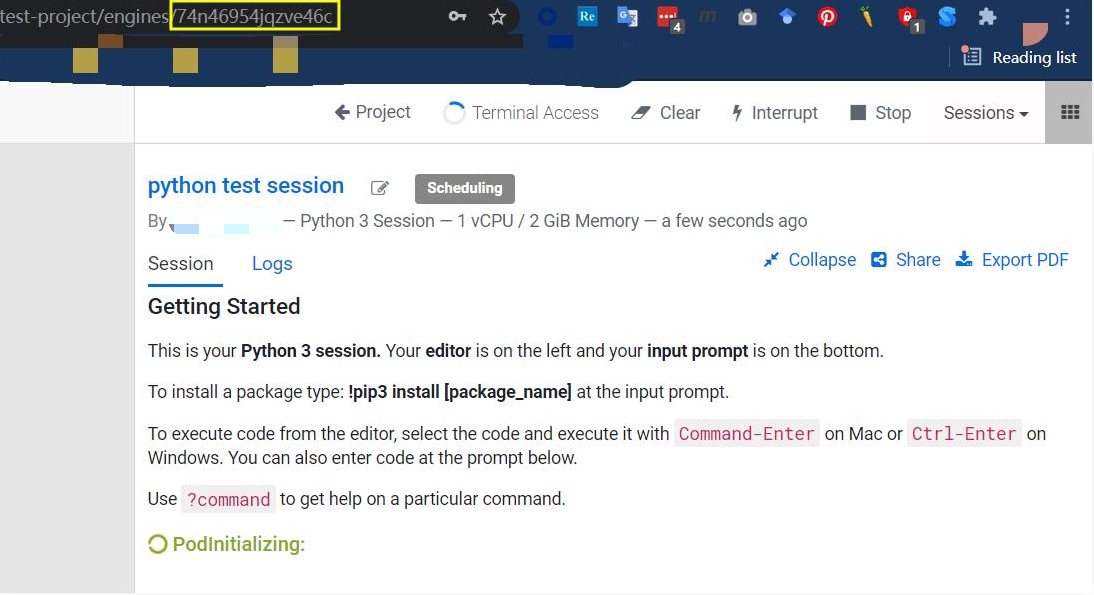 test-project/engines/74n46954jqzve46c
Re
4
m
1
Reading list
Project Terminal Access Clear Interrupt Stop Sessions
python test session Scheduling
By — Python 3 Session — 1 vCPU / 2 GiB Memory — a few seconds ago
Session Logs Collapse Share Export PDF
Getting Started
This is your Python 3 session. Your editor is on the left and your input prompt is on the bottom.
To install a package type: !pip3 install [package_name] at the input prompt.
To execute code from the editor, select the code and execute it with Command-Enter on Mac or Ctrl-Enter on
Windows. You can also enter code at the prompt below.
Use ?command to get help on a particular command.
PodInitializing: